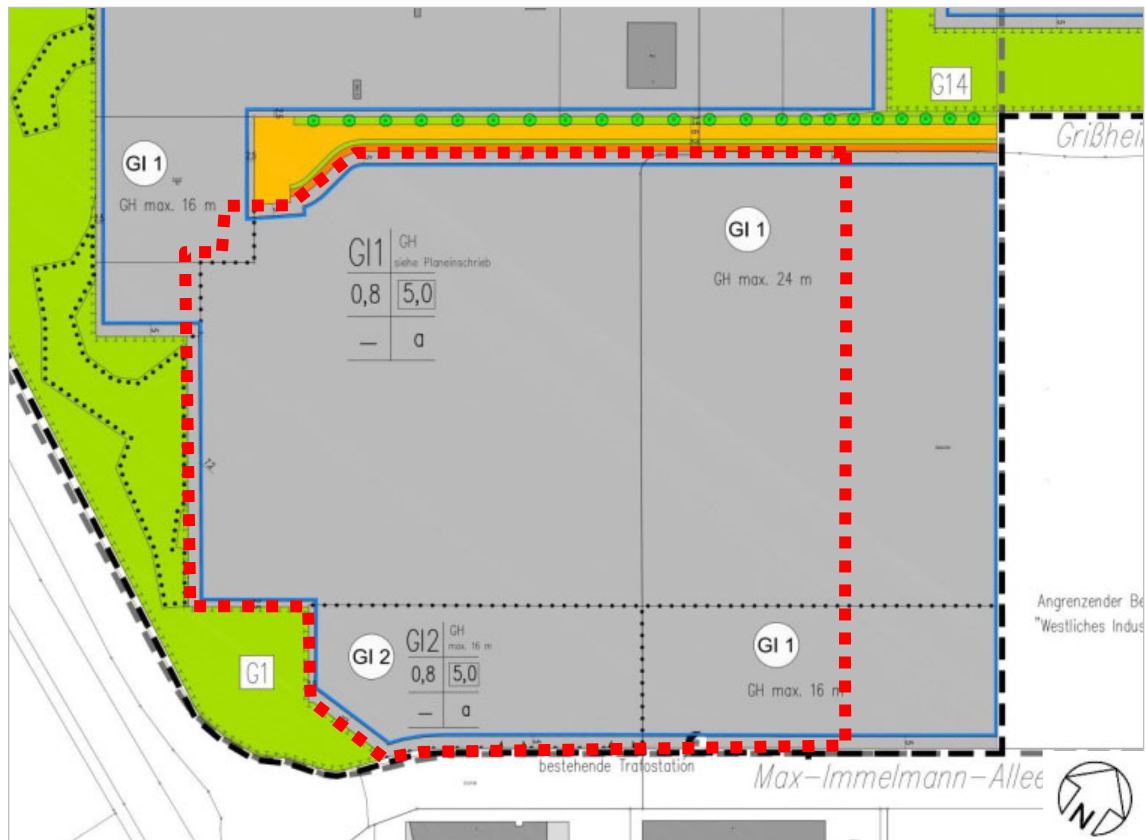 G14
Grißhei
GI 1
GH max. 16 m
GI1 GH
siehe Planeinschrieb
0,8 5,0
— a
GI 1
GH max. 24 m
Angrenzender Be
"Westliches Indus
G1
GI 2
GI2 GH
max. 16 m
0,8 5,0
— a
GI 1
GH max. 16 m
bestehende Trafostation
Max-Immelmann-Allee
N